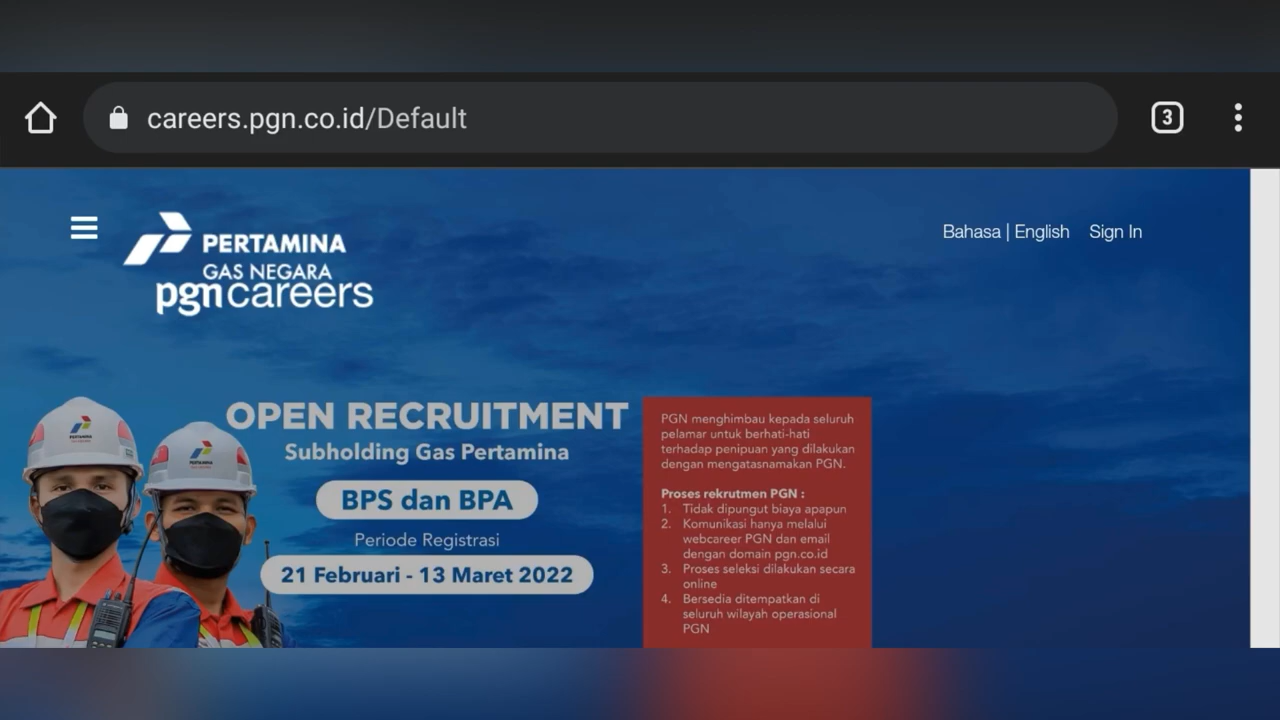 careers.pgn.co.id/Default
3
Bahasa | English Sign In
PERTAMINA
GAS NEGARA
pgncareers
OPEN RECRUITMENT
Subholding Gas Pertamina
BPS dan BPA
Periode Registrasi
21 Februari - 13 Maret 2022
PGN menghimbau kepada seluruh
pelamar untuk berhati-hati
terhadap penipuan yang dilakukan
dengan mengatasnamakan PGN.
Proses rekrutmen PGN :
1. Tidak dipungut biaya apapun
2. Komunikasi hanya melalui
webcareer PGN dan email
dengan domain pgn.co.id
3. Proses seleksi dilakukan secara
online
4. Bersedia ditempatkan di
seluruh wilayah operasional
PGN